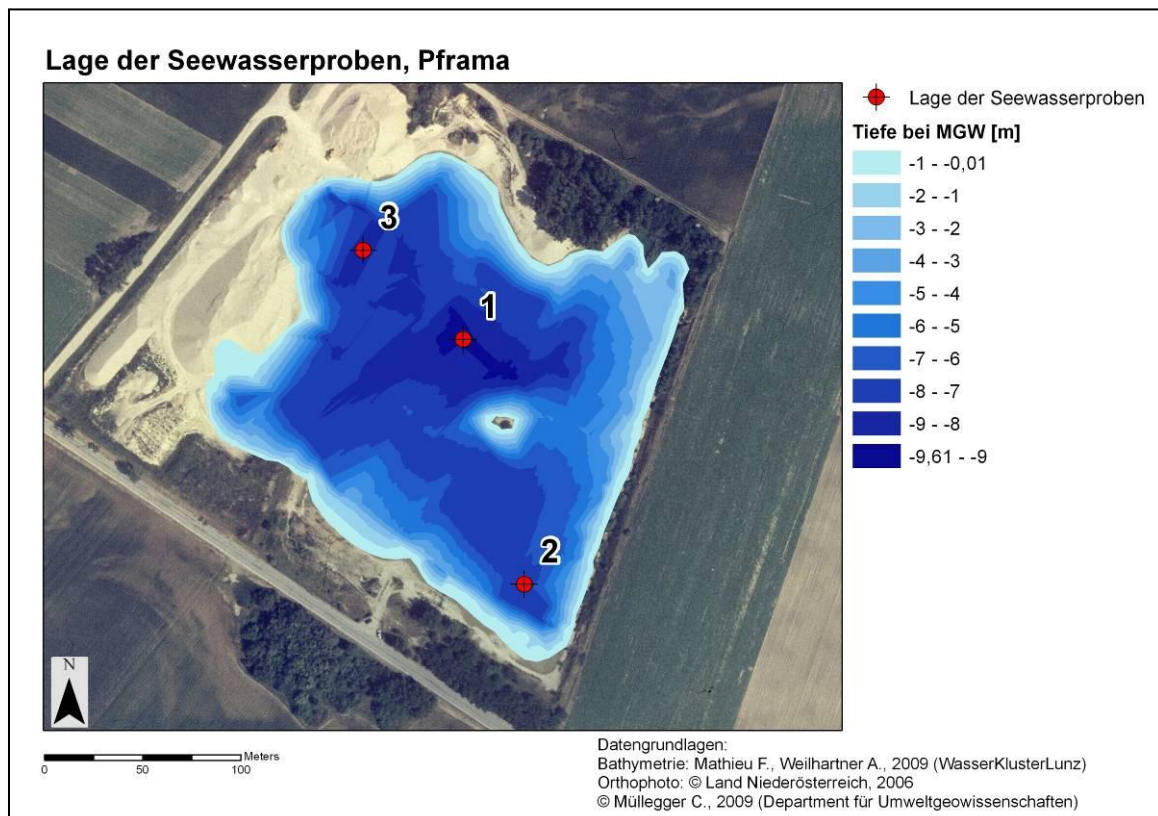 Lage der Seewasserproben, Pframa
3
1
2
Lage der Seewasserproben
Tiefe bei MGW [m]
-1 - -0,01
-2 - -1
-3 - -2
-4 - -3
-5 - -4
-6 - -5
-7 - -6
-8 - -7
-9 - -8
-9,61 - -9
N
Meters
0 50 100
Datengrundlagen:
Bathymetrie: Mathieu F., Weilhartner A., 2009 (WasserKlusterLunz)
Orthophoto: © Land Niederösterreich, 2006
© Müllegger C., 2009 (Department für Umweltgeowissenschaften)